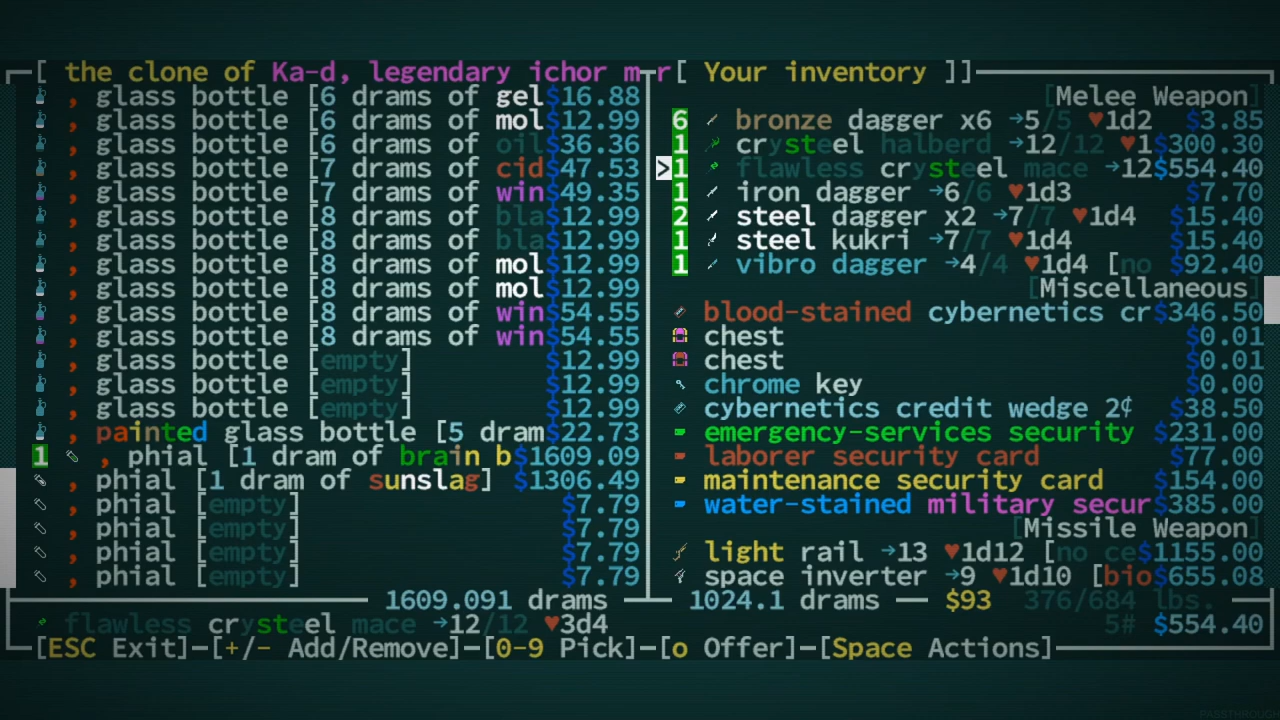 [ the clone of Ka-d, legendary ichor m r[ Your inventory ]]
, glass bottle [6 drams of gel $16.88 [Melee Weapon]
, glass bottle [6 drams of mol $12.99 6 bronze dagger x6 →5/5 ♥1d2 $3.85
, glass bottle [6 drams of oil $36.36 1 crysteel halberd →12/12 ♥1 $300.30
, glass bottle [7 drams of cid $47.53 >1 flawless crysteel mace →12 $554.40
, glass bottle [7 drams of win $49.35 1 iron dagger →6/6 ♥1d3 $7.70
, glass bottle [8 drams of bla $12.99 2 steel dagger x2 →7/7 ♥1d4 $15.40
, glass bottle [8 drams of bla $12.99 1 steel kukri →7/7 ♥1d4 $15.40
, glass bottle [8 drams of mol $12.99 1 vibro dagger →4/4 ♥1d4 [no $92.40
, glass bottle [8 drams of mol $12.99 [Miscellaneous]
, glass bottle [8 drams of win $54.55 blood-stained cybernetics cr $346.50
, glass bottle [8 drams of win $54.55 chest $0.01
, glass bottle [empty] $12.99 chest $0.01
, glass bottle [empty] $12.99 chrome key $0.00
, glass bottle [empty] $12.99 cybernetics credit wedge 2¢ $38.50
, painted glass bottle [5 dram $22.73 emergency-services security $231.00
1 , phial [1 dram of brain b $1609.09 laborer security card $77.00
, phial [1 dram of sunslag] $1306.49 maintenance security card $154.00
, phial [empty] $7.79 water-stained military secur $385.00
, phial [empty] $7.79 [Missile Weapon]
, phial [empty] $7.79 light rail →13 ♥1d12 [no ce $1155.00
, phial [empty] $7.79 space inverter →9 ♥1d10 [bio $655.08
1609.091 drams 1024.1 drams $93 376/684 lbs.
flawless crysteel mace →12/12 ♥3d4 5# $554.40
[ESC Exit]-[+/- Add/Remove]-[0-9 Pick]-[o Offer]-[Space Actions]